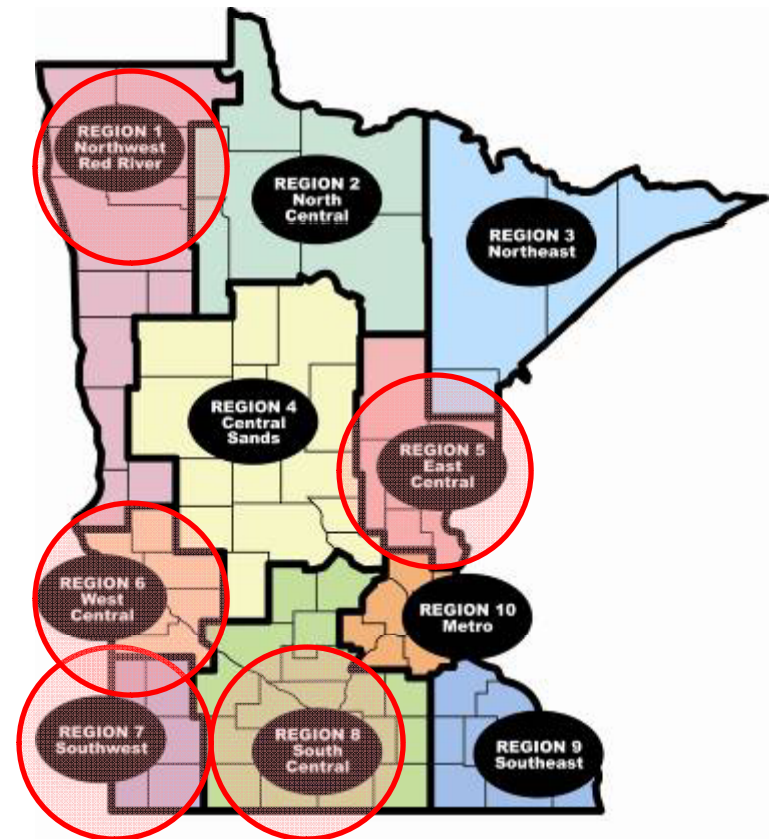 REGION 1
Northwest
Red River
REGION 2
North
Central
REGION 3
Northeast
REGION 4
Central
Sands
REGION 5
East
Central
REGION 6
West
Central
REGION 10
Metro
REGION 7
Southwest
REGION 8
South
Central
REGION 9
Southeast